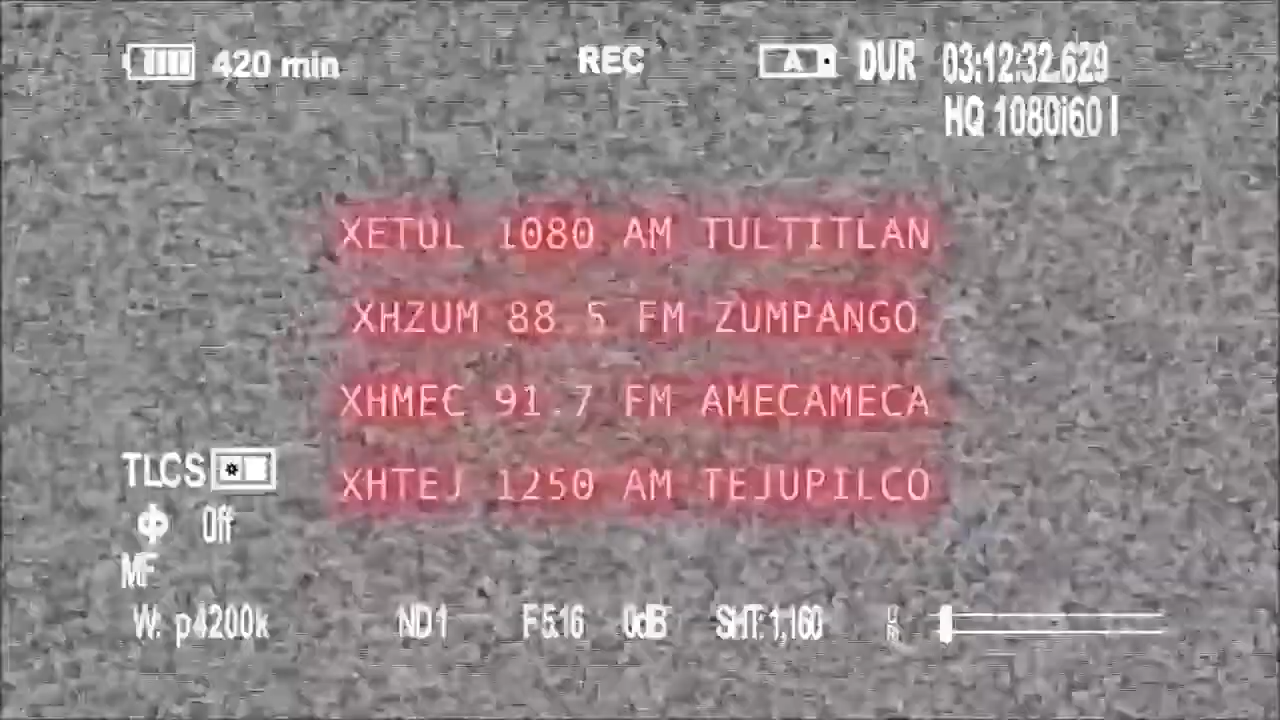 420 min
REC
A
DUR 03:12:32.629
HQ 1080i60
XETUL 1080 AM TULTITLAN
XHZUM 88.5 FM ZUMPANGO
XHMEC 91.7 FM AMECAMECA
XHTEJ 1250 AM TEJUPILCO
TLCS
Off
MF
W: p4200k ND1 F5.16 0dB SHT: 1,160